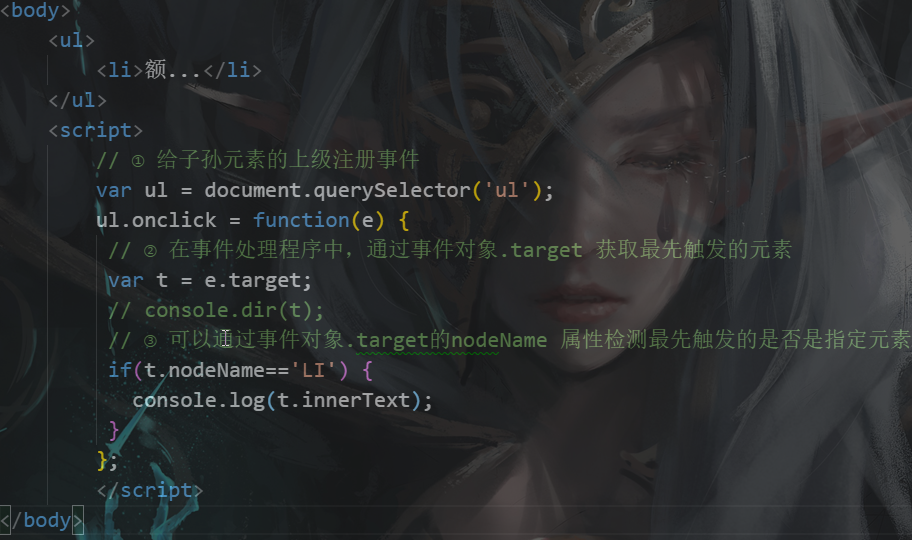 <body>
<ul>
<li>额...</li>
</ul>
<script>
// ① 给子孙元素的上级注册事件
var ul = document.querySelector('ul');
ul.onclick = function(e) {
// ② 在事件处理程序中，通过事件对象.target 获取最先触发的元素
var t = e.target;
// console.dir(t);
// ③ 可以通过事件对象.target的nodeName 属性检测最先触发的是否是指定元素
if(t.nodeName=='LI') {
console.log(t.innerText);
}
};
</script>
</body>